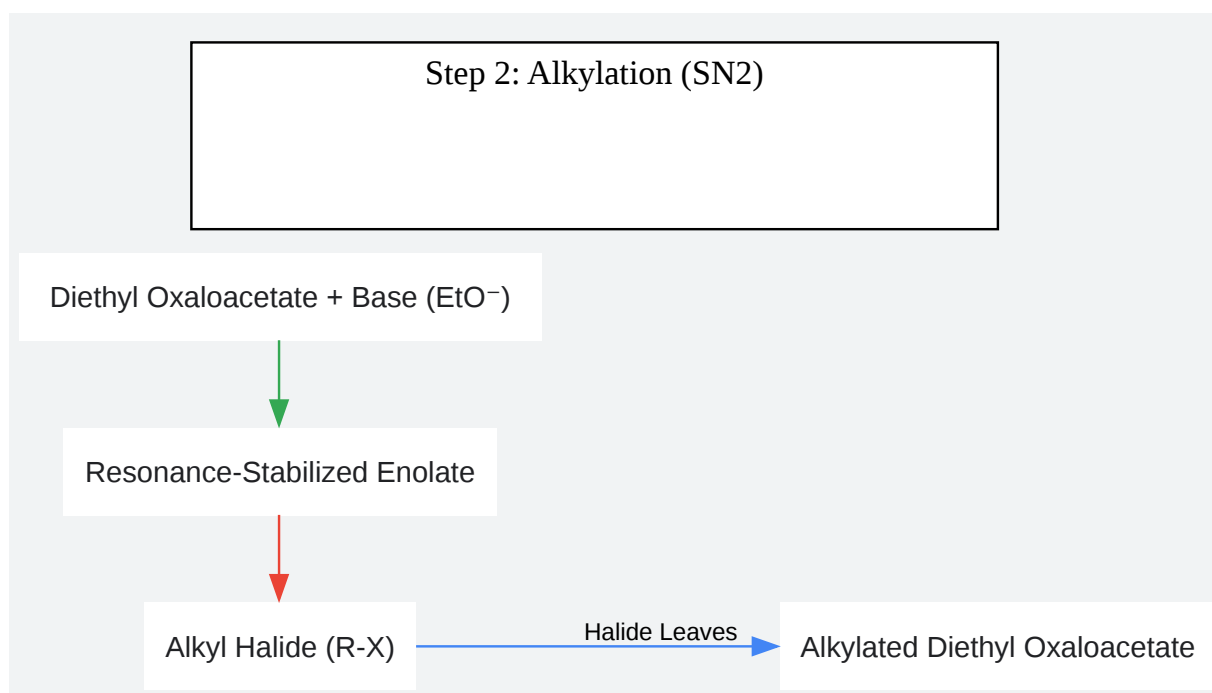 Step 2: Alkylation (SN2)
Diethyl Oxaloacetate + Base (EtO⁻)
Resonance-Stabilized Enolate
Alkyl Halide (R-X)
Halide Leaves
Alkylated Diethyl Oxaloacetate